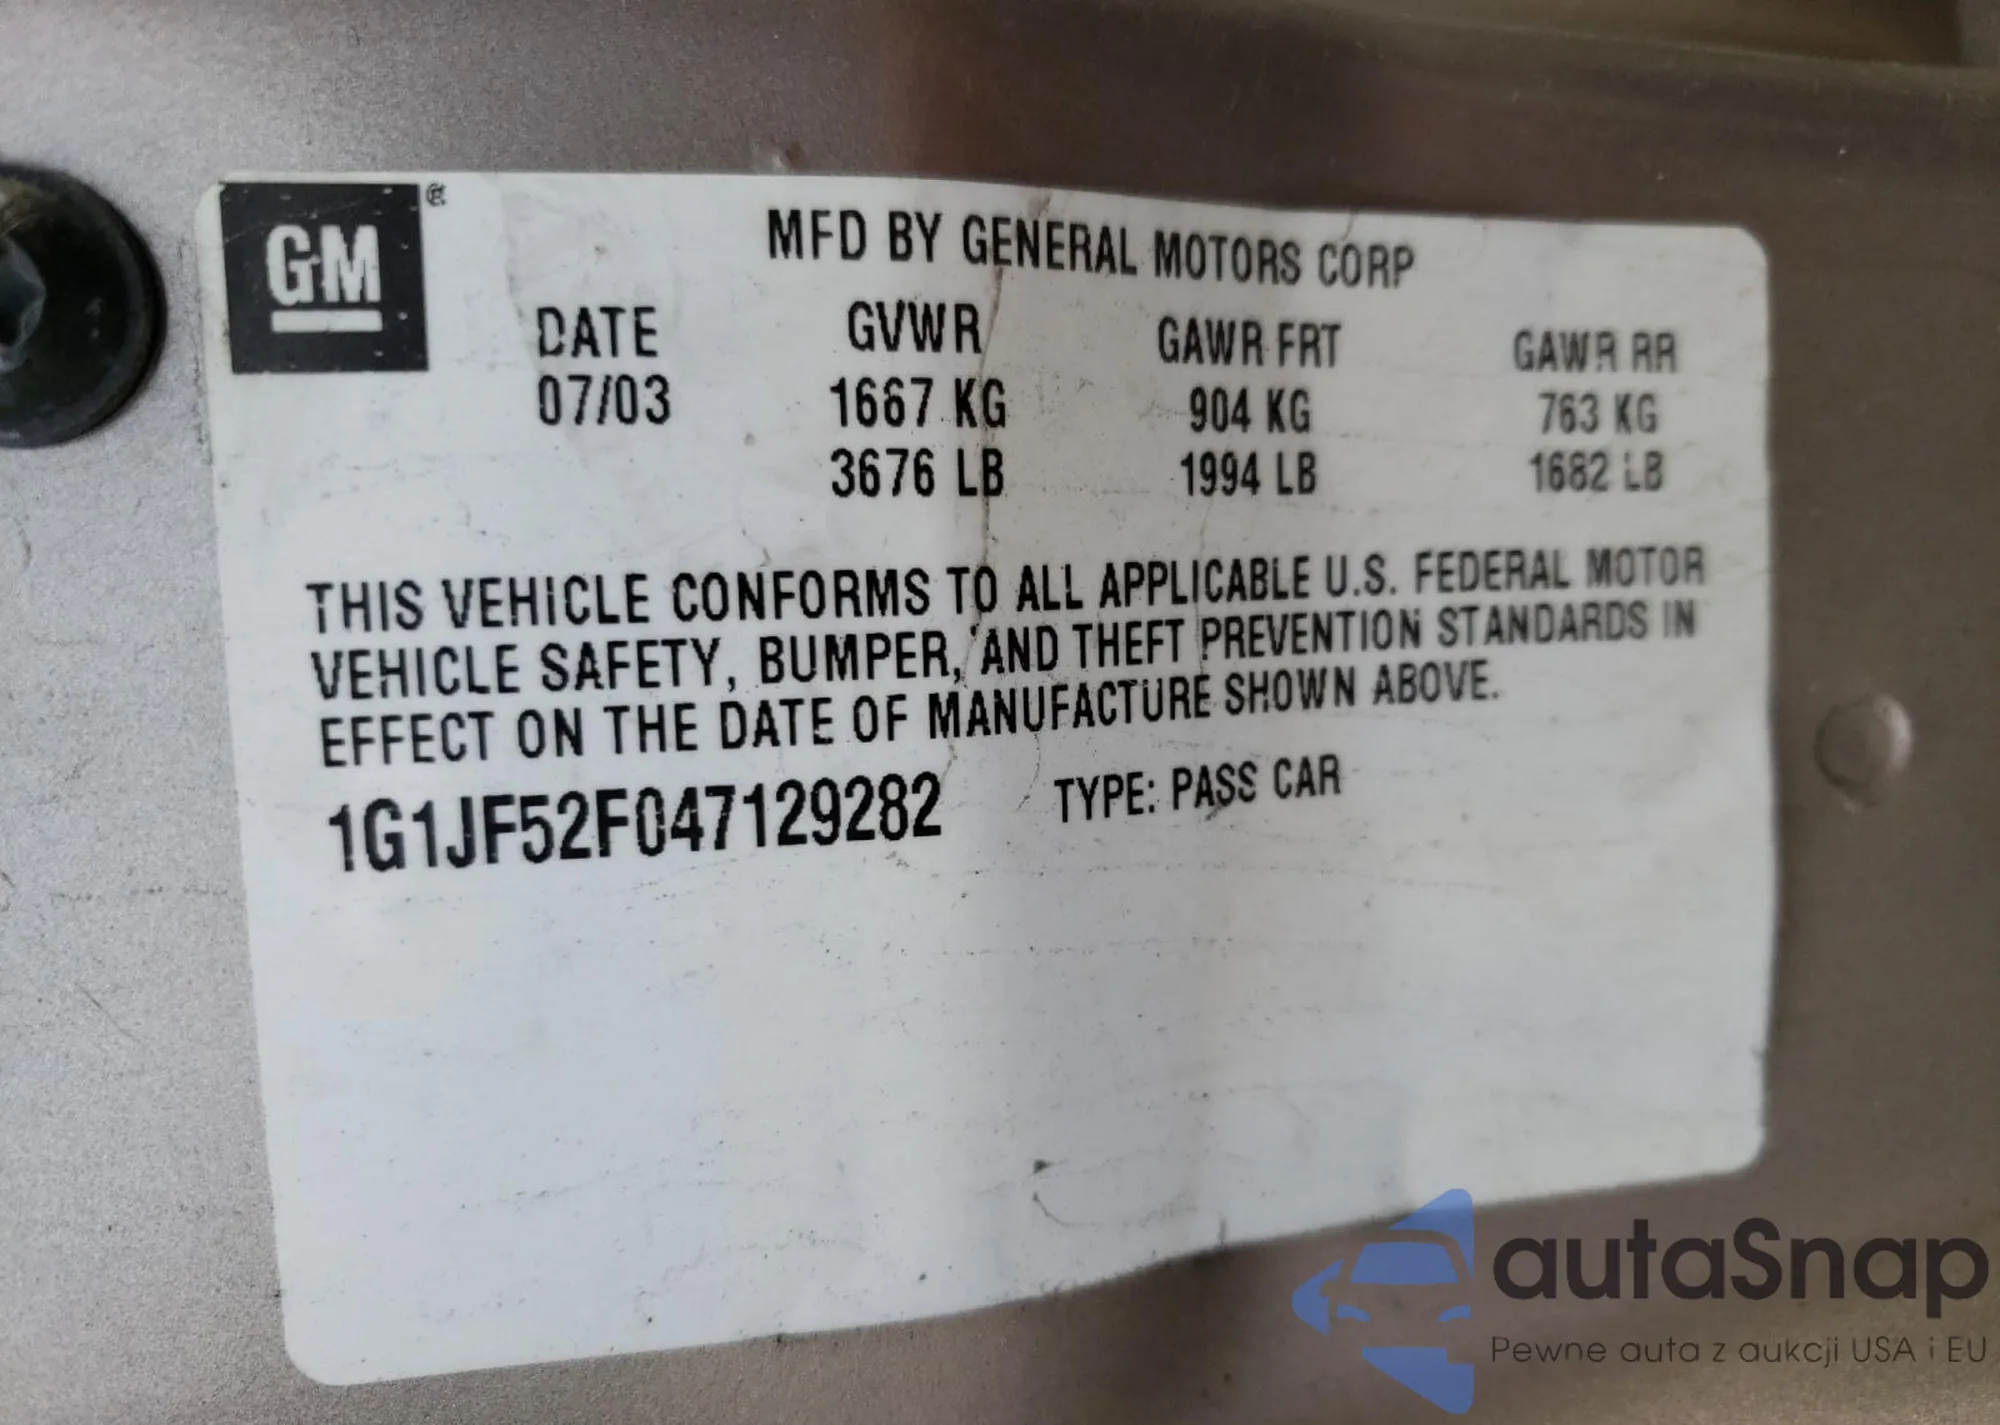 GM
MFD BY GENERAL MOTORS CORP
DATE GVWR GAWR FRT GAWR RR
07/03 1667 KG 904 KG 763 KG
3676 LB 1994 LB 1682 LB
THIS VEHICLE CONFORMS TO ALL APPLICABLE U.S. FEDERAL MOTOR
VEHICLE SAFETY, BUMPER, AND THEFT PREVENTION STANDARDS IN
EFFECT ON THE DATE OF MANUFACTURE SHOWN ABOVE.
1G1JF52F047129282 TYPE: PASS CAR
autaSnap
Pewne auta z aukcji USA i EU